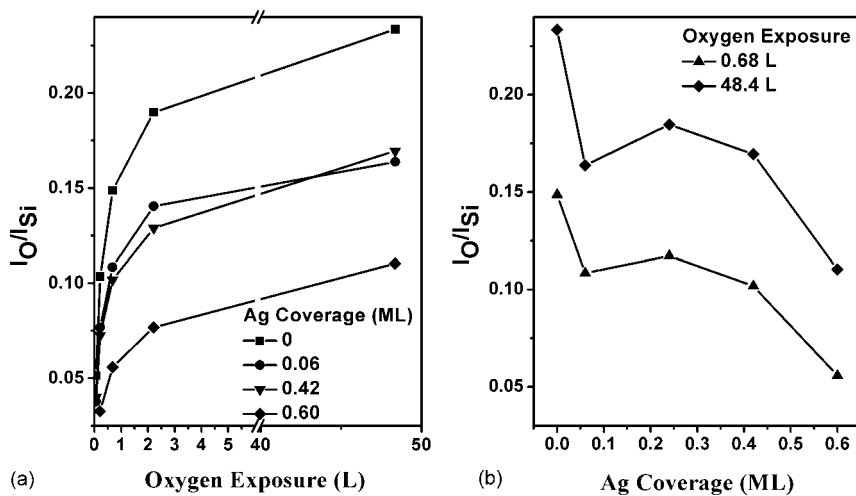 I_O/I_Si
0.20
0.15
0.10
0.05
Ag Coverage (ML)
0
0.06
0.42
0.60
0 1 2 3 4 5 6 40 50
(a) Oxygen Exposure (L)
I_O/I_Si
0.20
0.15
0.10
0.05
Oxygen Exposure
0.68 L
48.4 L
0.0 0.1 0.2 0.3 0.4 0.5 0.6
(b) Ag Coverage (ML)